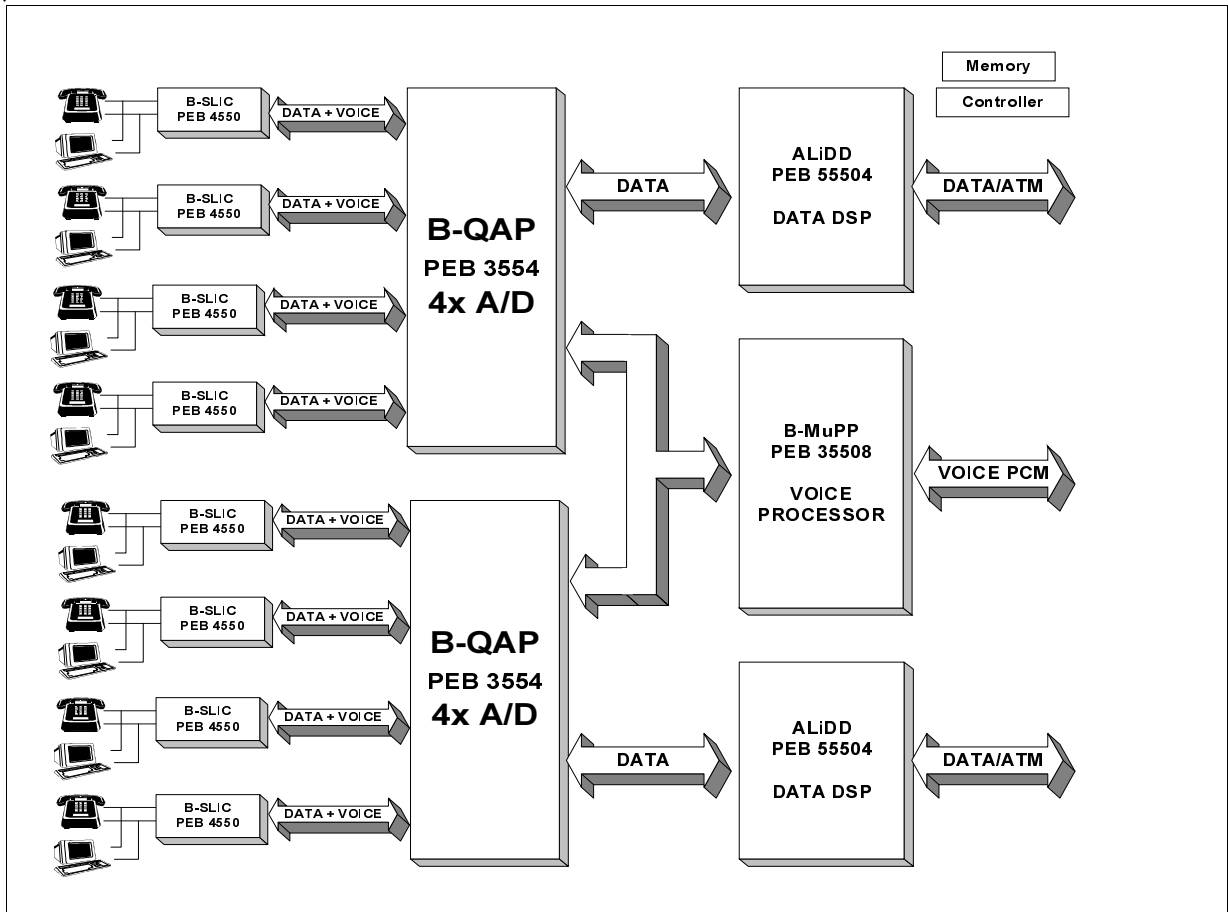 Memory
Controller
B-SLIC
PEB 4550
DATA + VOICE
B-SLIC
PEB 4550
DATA + VOICE
B-SLIC
PEB 4550
DATA + VOICE
B-SLIC
PEB 4550
DATA + VOICE
B-QAP
PEB 3554
4x A/D
DATA
ALiDD
PEB 55504
DATA DSP
DATA/ATM
B-MuPP
PEB 35508
VOICE
PROCESSOR
VOICE PCM
B-SLIC
PEB 4550
DATA + VOICE
B-SLIC
PEB 4550
DATA + VOICE
B-SLIC
PEB 4550
DATA + VOICE
B-SLIC
PEB 4550
DATA + VOICE
B-QAP
PEB 3554
4x A/D
DATA
ALiDD
PEB 55504
DATA DSP
DATA/ATM